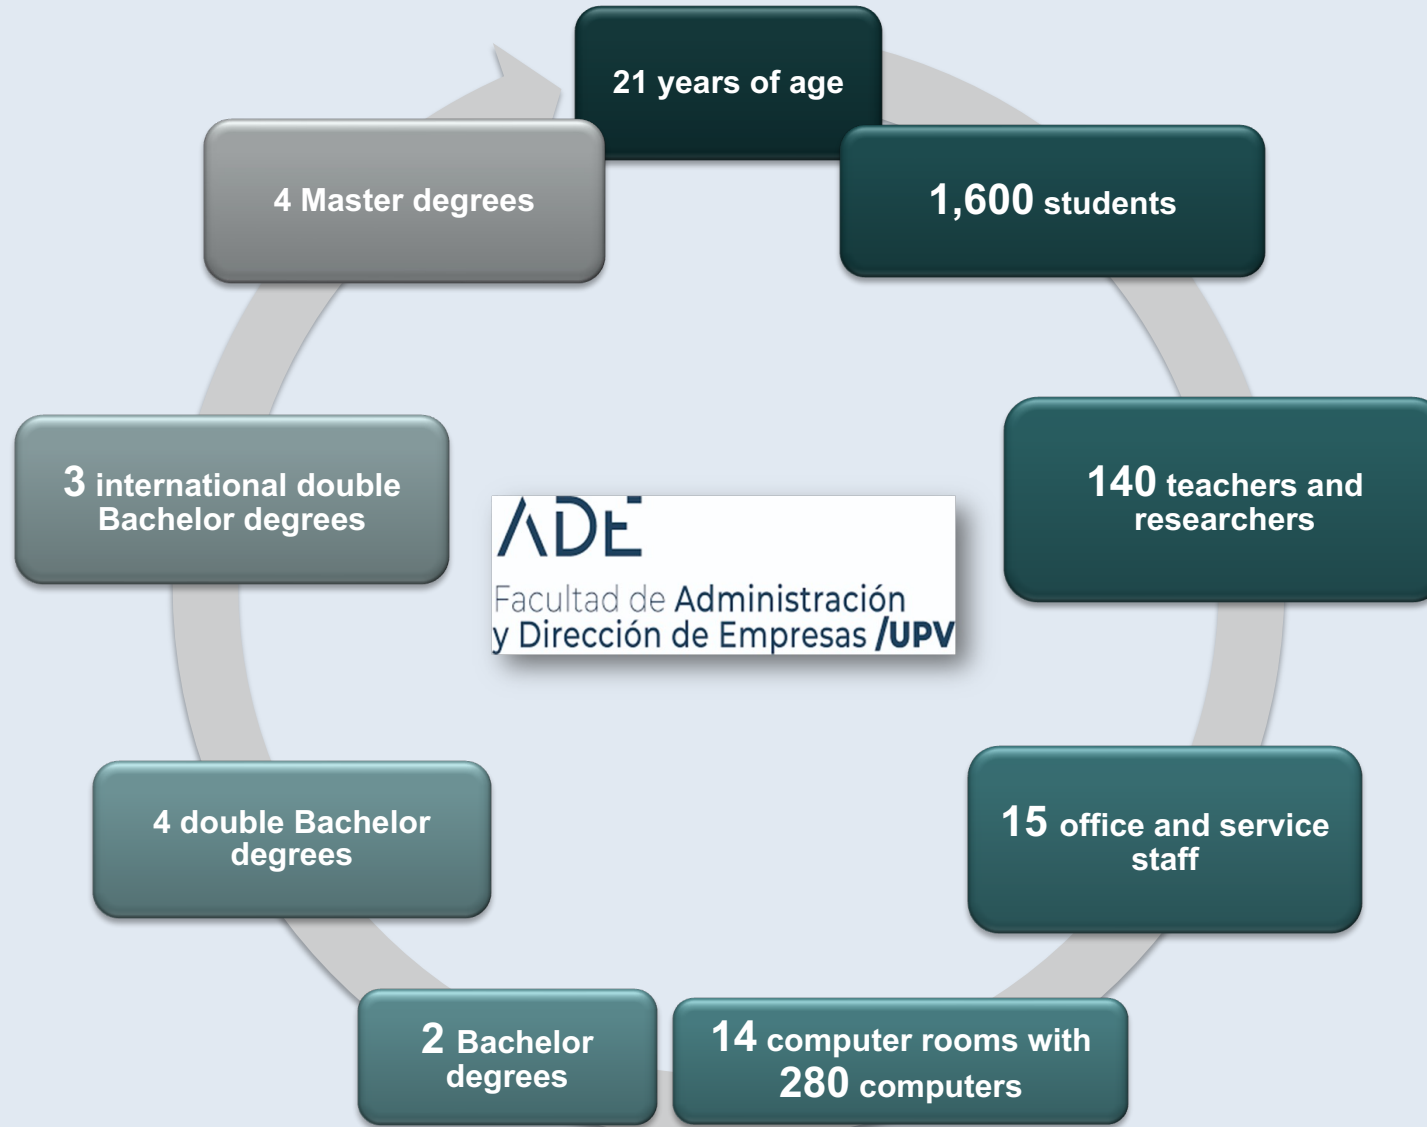 21 years of age
1,600 students
140 teachers and
researchers
15 office and service
staff
14 computer rooms with
280 computers
2 Bachelor
degrees
4 double Bachelor
degrees
3 international double
Bachelor degrees
4 Master degrees
ADE
Facultad de Administración
y Dirección de Empresas /UPV